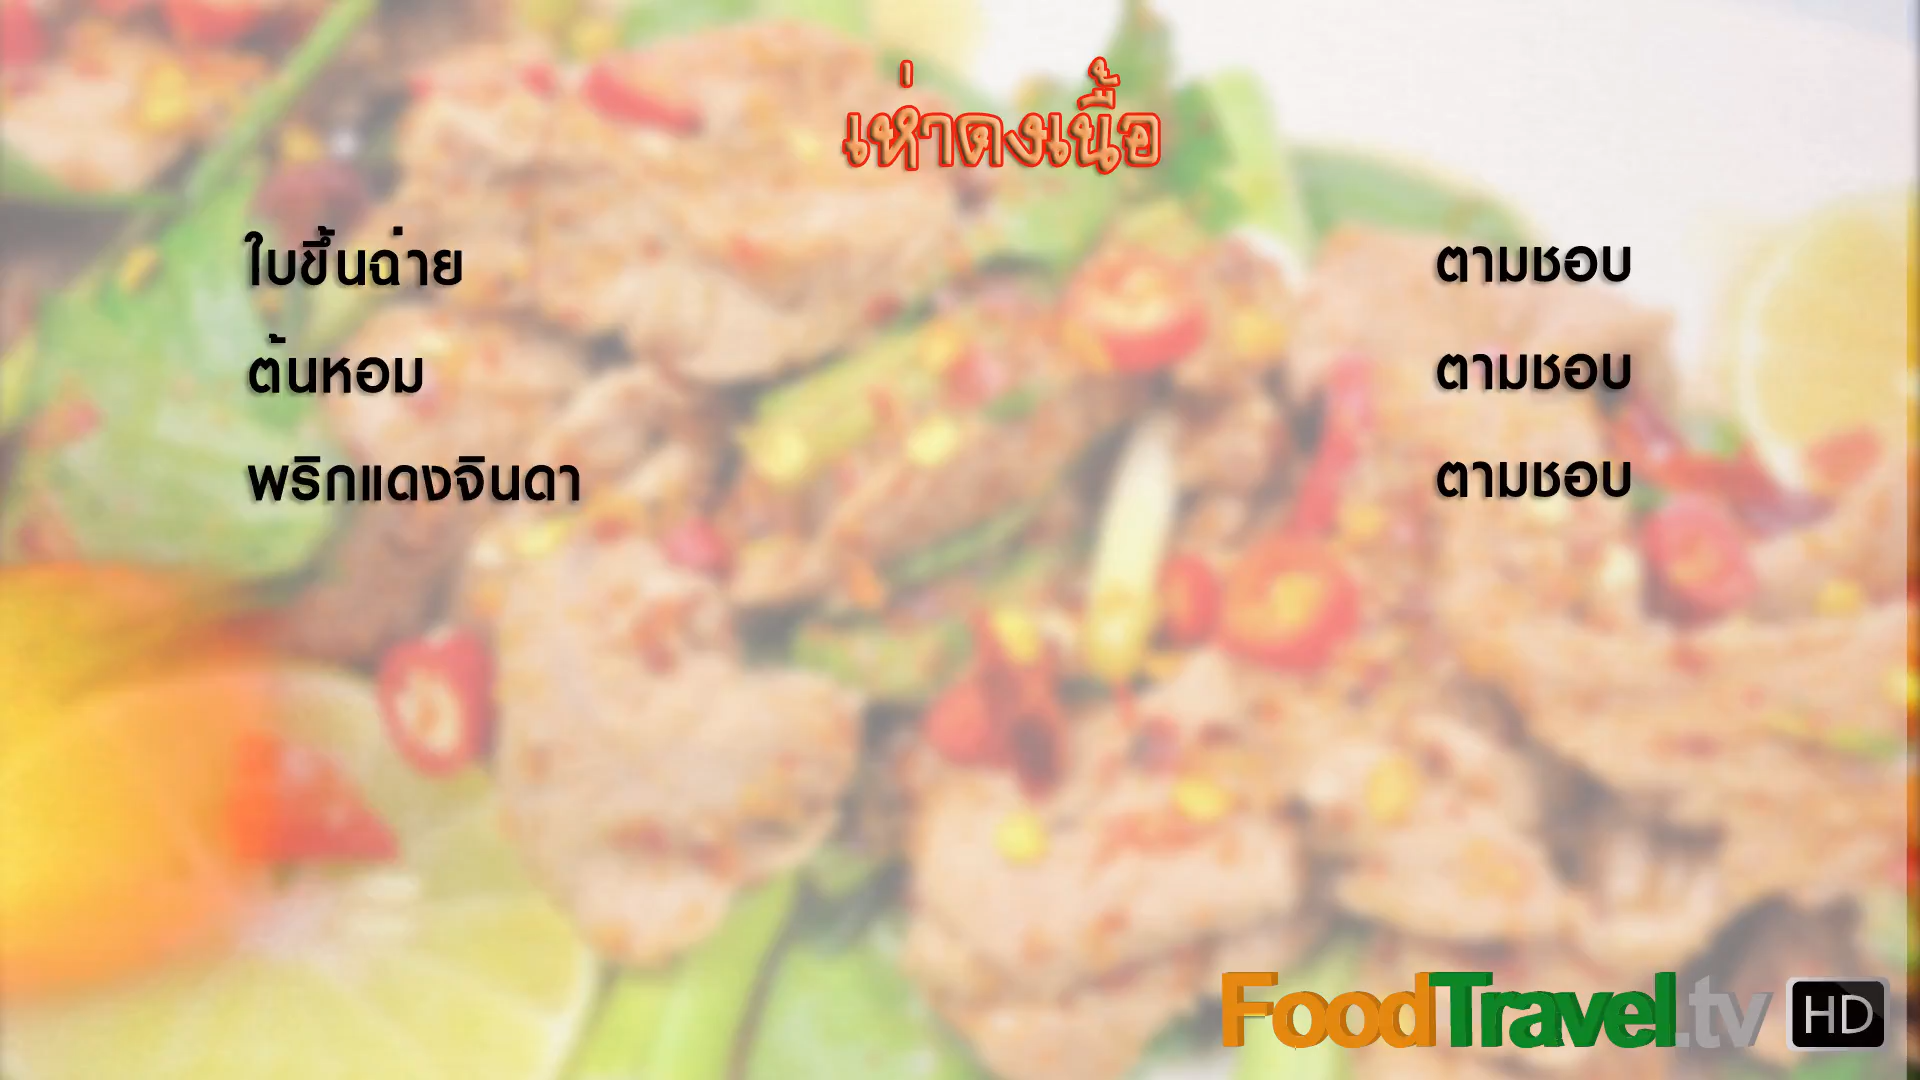 เห่าดงเนื้อ
ใบขึ้นฉ่าย ตามชอบ
ต้นหอม ตามชอบ
พริกแดงจินดา ตามชอบ
FoodTravel.tv HD